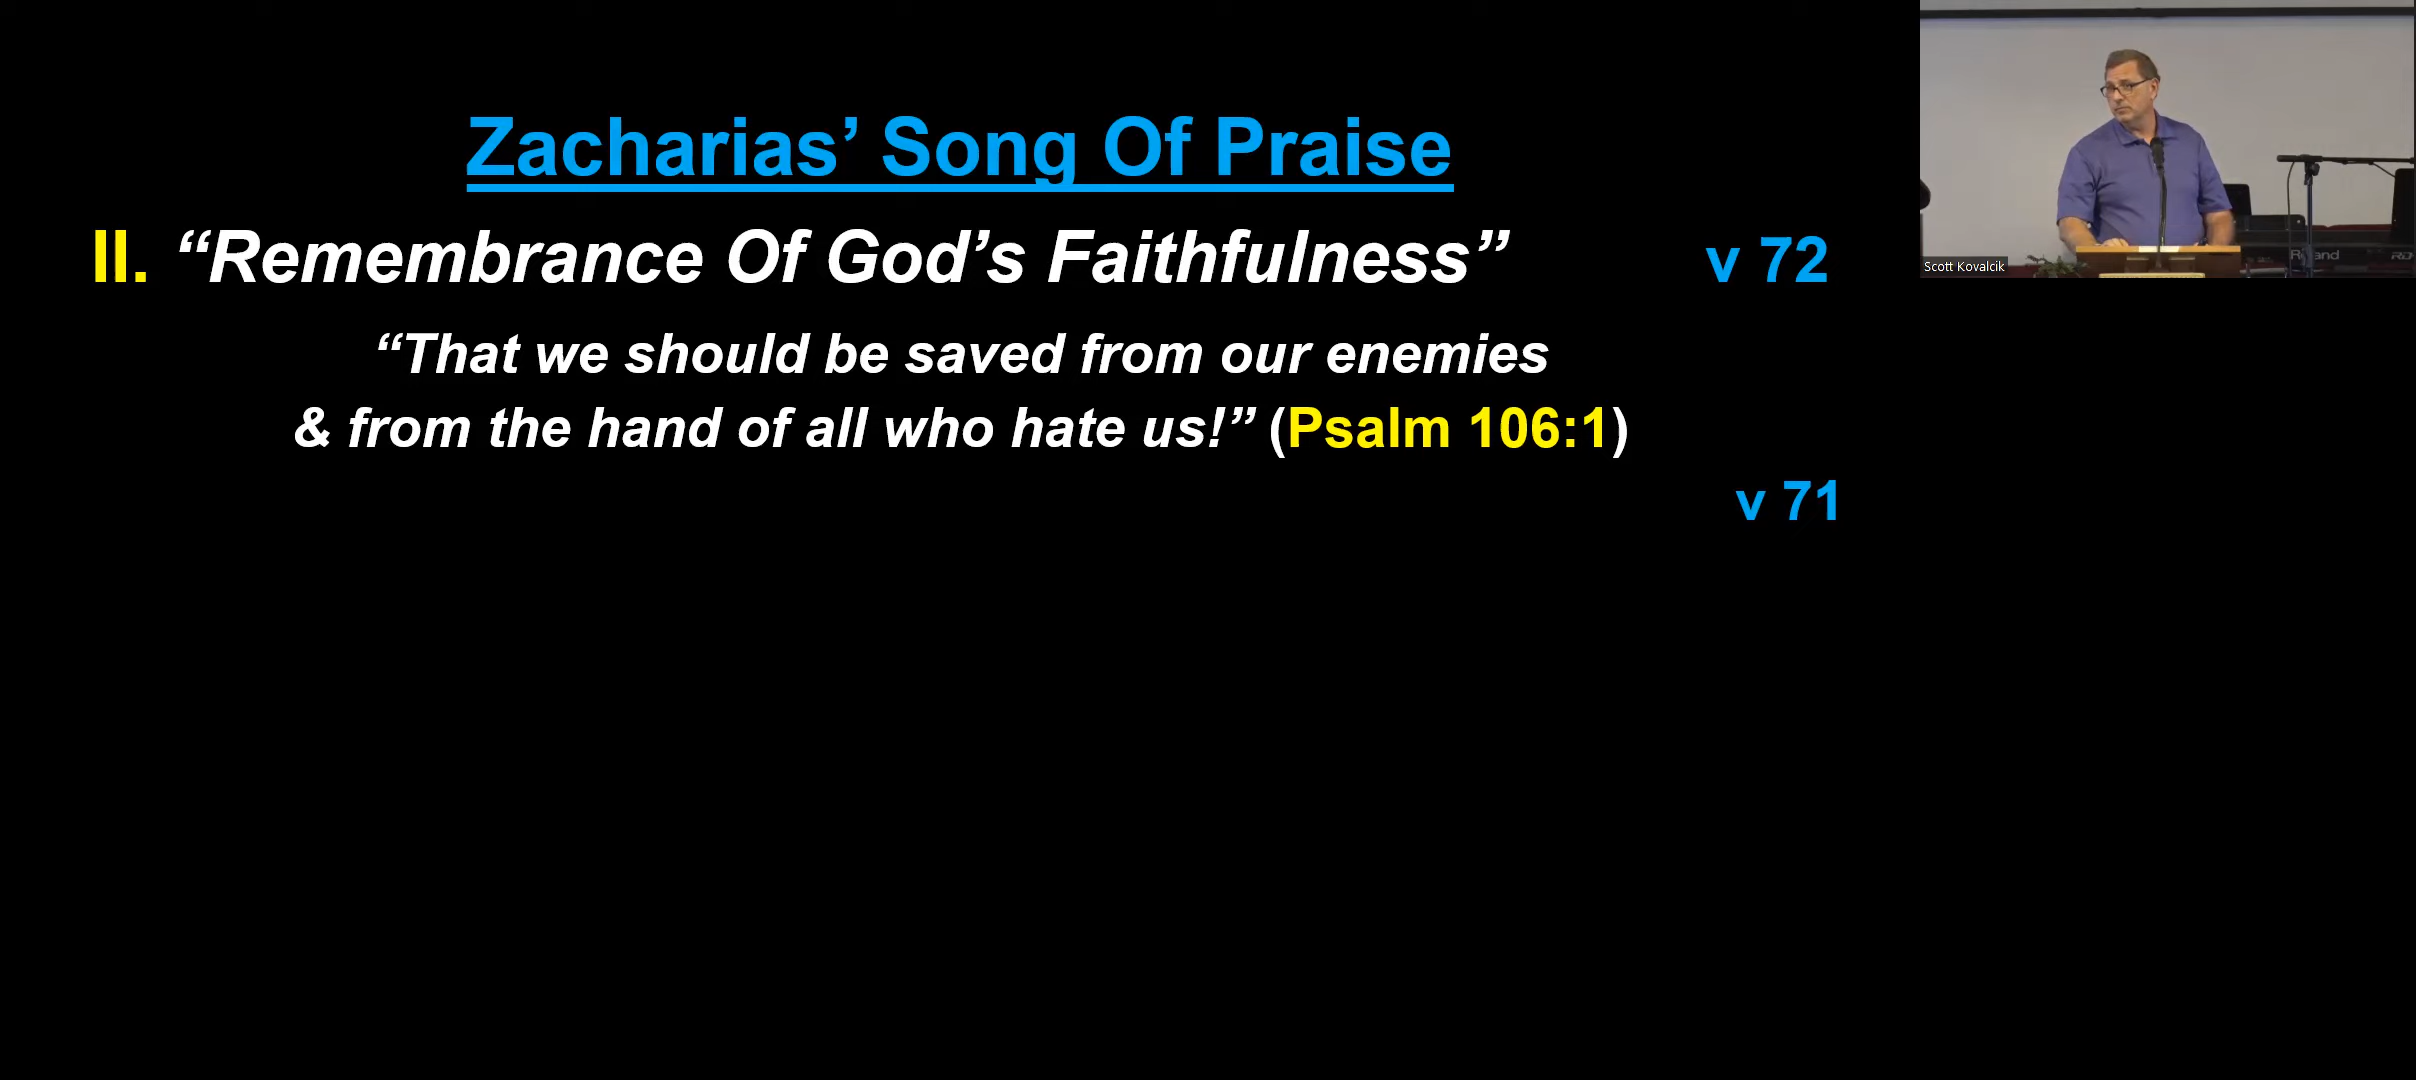 Zacharias’ Song Of Praise
II. “Remembrance Of God’s Faithfulness” v 72
“That we should be saved from our enemies
& from the hand of all who hate us!” (Psalm 106:1)
v 71
Scott Kovalcik